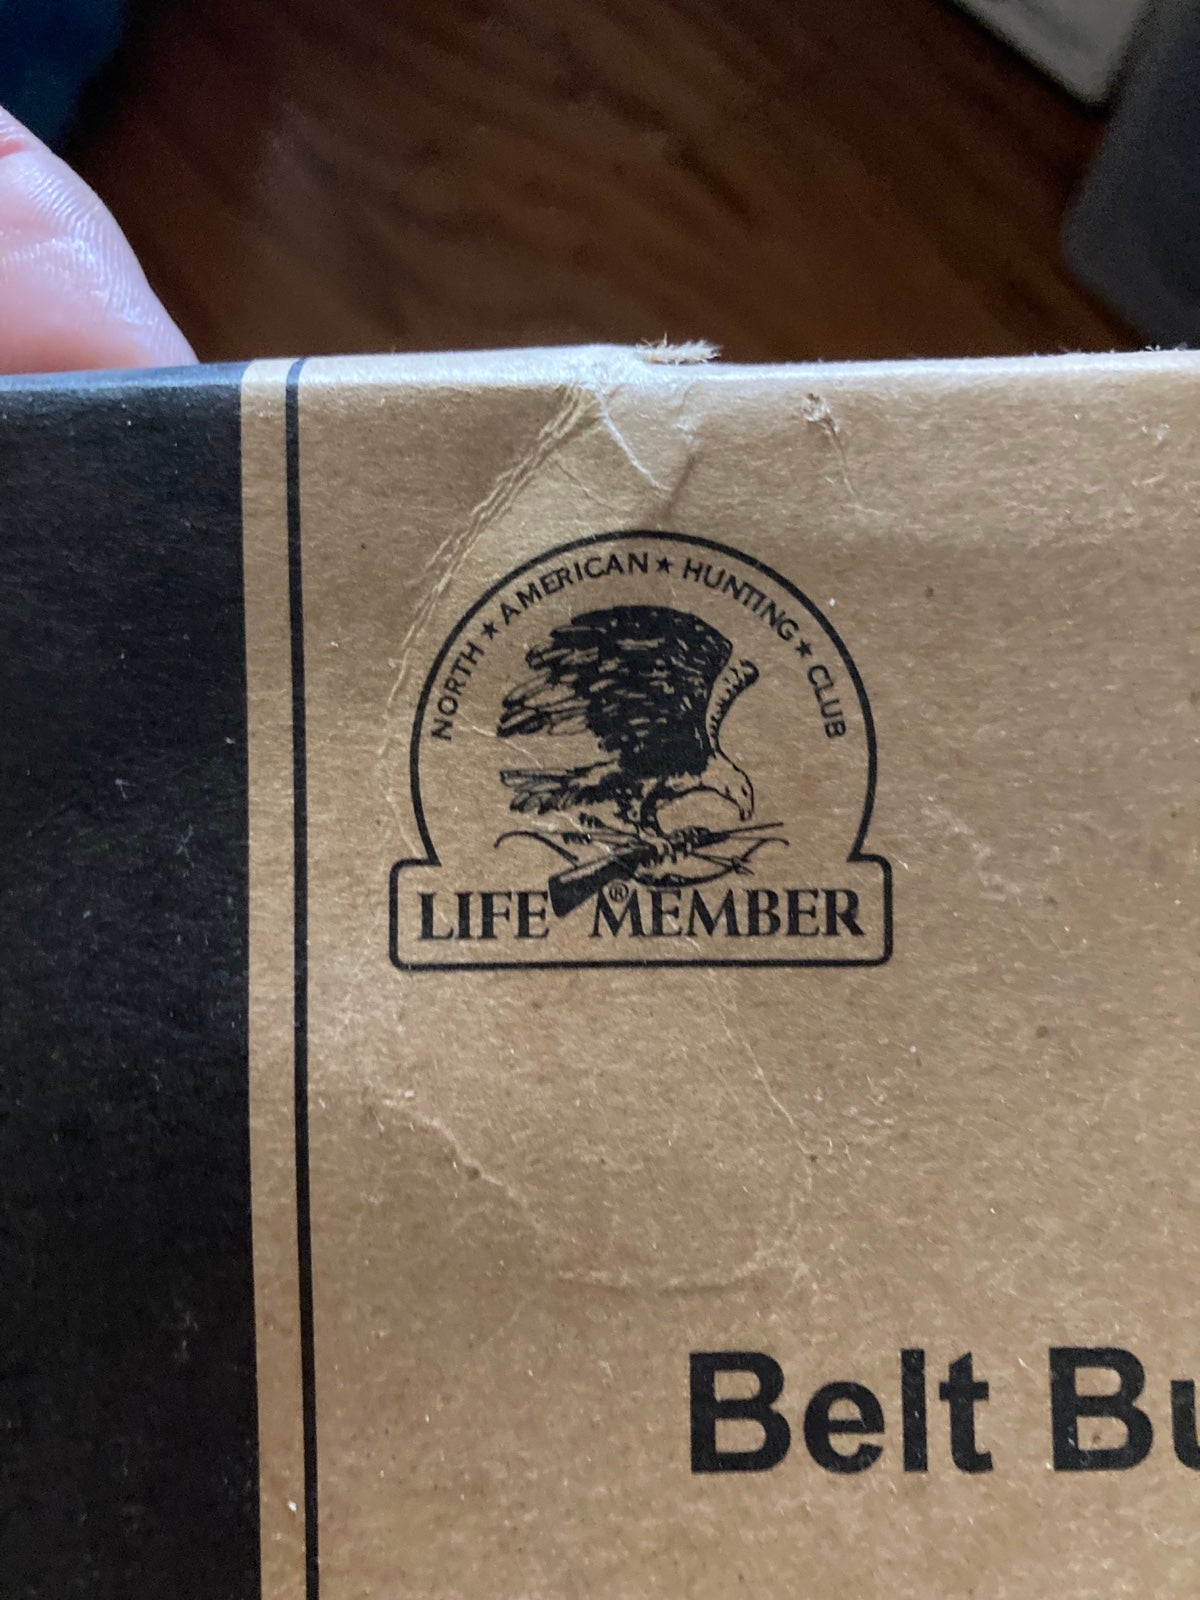 NORTH ★ AMERICAN ★ HUNTING ★ CLUB
LIFE ® MEMBER
Belt Bu